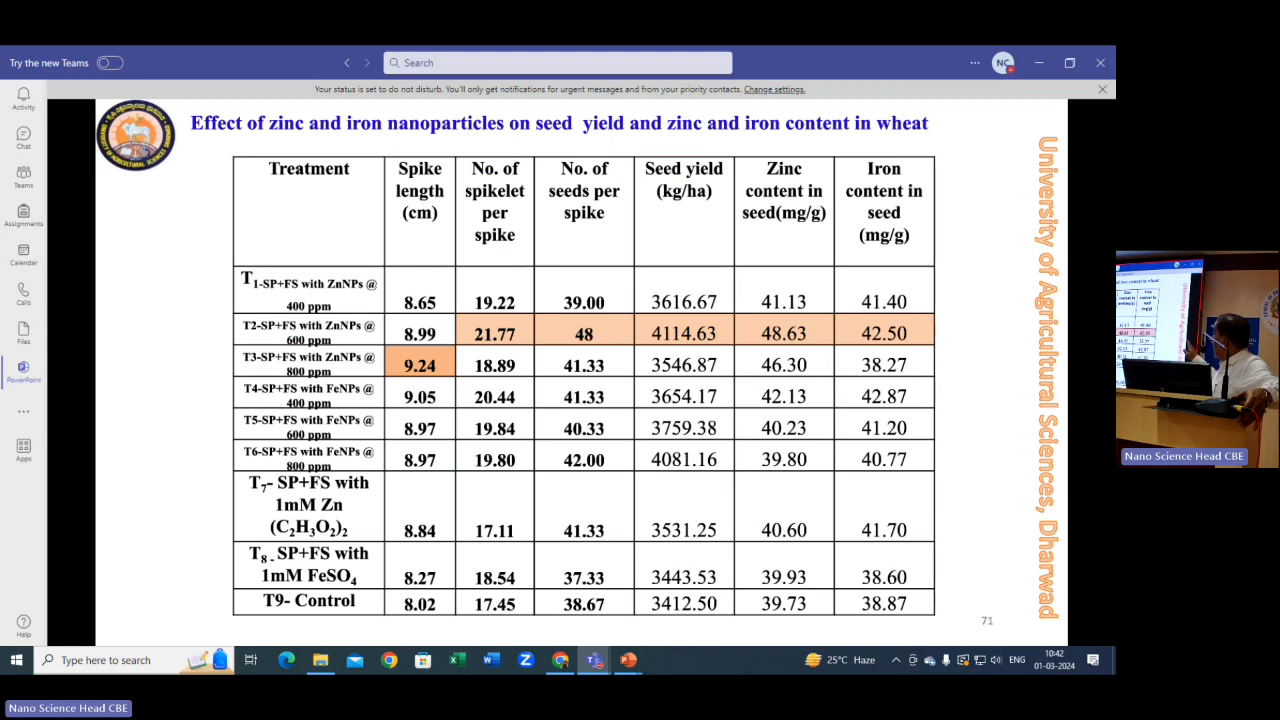 Try the new Teams
Search
NC
Your status is set to do not disturb. You'll only get notifications for urgent messages and from your priority contacts. Change settings.
Activity
Chat
Teams
Assignments
Calendar
Calls
Files
PowerPoint
Apps
Help
Effect of zinc and iron nanoparticles on seed yield and zinc and iron content in wheat
Treatment
Spike
length
(cm)
No. of
spikelet
per
spike
No. of
seeds per
spike
Seed yield
(kg/ha)
Zinc
content in
seed(mg/g)
Iron
content in
seed
(mg/g)
T1-SP+FS with ZnNPs @
400 ppm
8.65 19.22 39.00 3616.67 41.13 41.40
T2-SP+FS with ZnNPs @
600 ppm
8.99 21.77 48 4114.63 48.63 42.50
T3-SP+FS with ZnNPs @
800 ppm
9.24 18.89 41.33 3546.87 46.30 38.27
T4-SP+FS with FeNPs @
400 ppm
9.05 20.44 41.33 3654.17 42.13 42.87
T5-SP+FS with FeNPs @
600 ppm
8.97 19.84 40.33 3759.38 40.23 41.20
T6-SP+FS with FeNPs @
800 ppm
8.97 19.80 42.00 4081.16 39.80 40.77
T7- SP+FS with
1mM Zn
(C2H3O2)2
8.84 17.11 41.33 3531.25 40.60 41.70
T8 - SP+FS with
1mM FeSO4
8.27 18.54 37.33 3443.53 39.93 38.60
T9- Control 8.02 17.45 38.67 3412.50 39.73 38.87
71
University of Agricultural Sciences, Dharwad
Nano Science Head CBE
Type here to search
25°C Haze
ENG
10:42
01-03-2024
Nano Science Head CBE